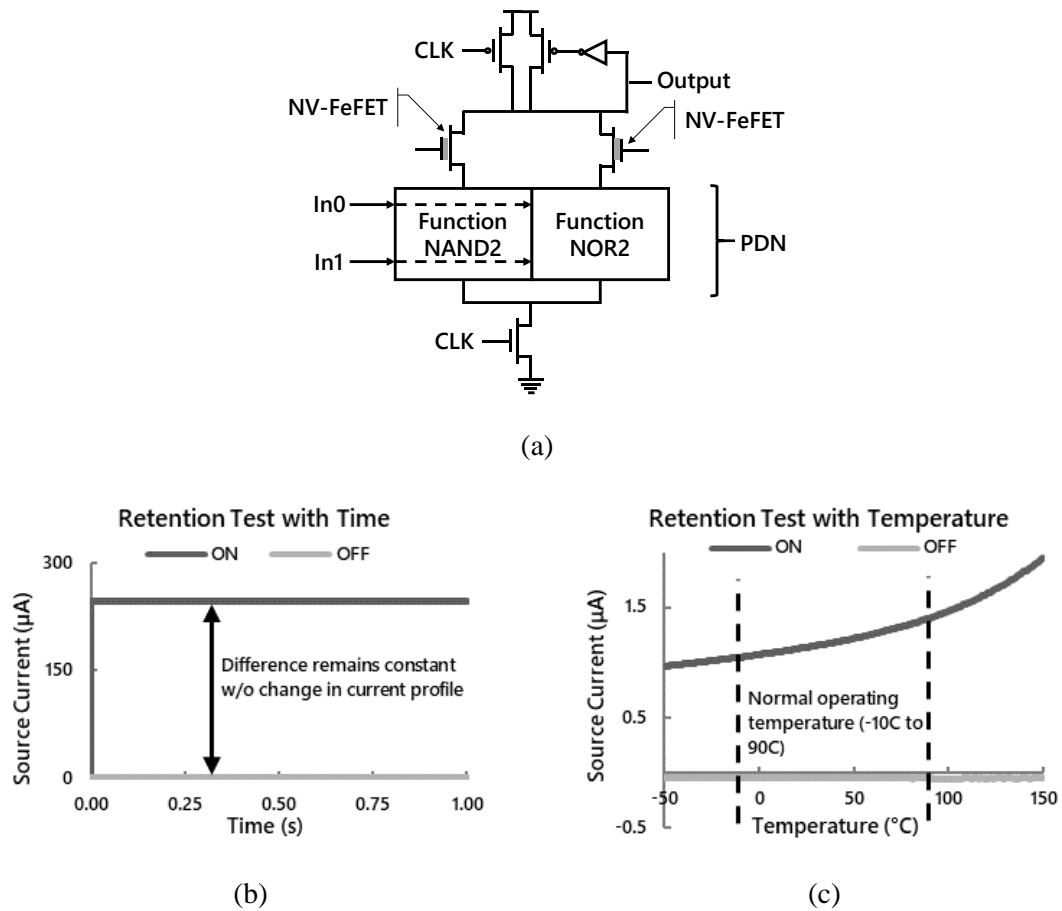 CLK
Output
NV-FeFET
NV-FeFET
In0
Function
NAND2
Function
NOR2
In1
PDN
CLK
(a)
Retention Test with Time
ON
OFF
Source Current (µA)
300
150
0
Difference remains constant
w/o change in current profile
0.00 0.25 0.50 0.75 1.00
Time (s)
(b)
Retention Test with Temperature
ON
OFF
Source Current (µA)
1.5
0.5
-0.5
Normal operating
temperature (-10C to
90C)
-50 0 50 100 150
Temperature (°C)
(c)